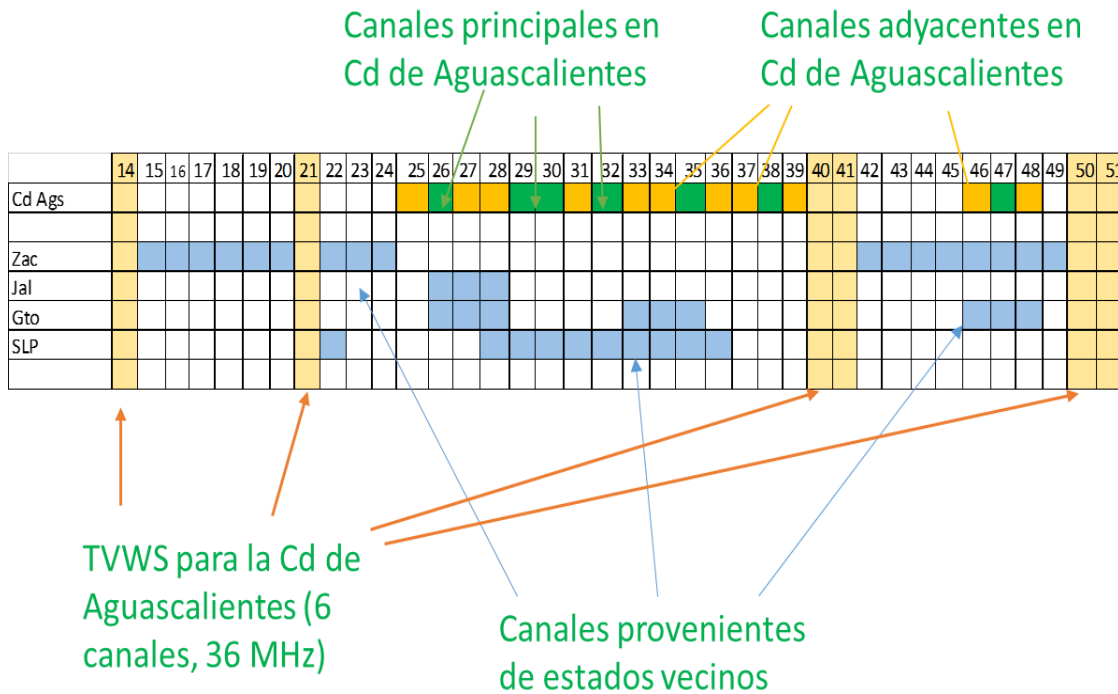 Canales principales en
Cd de Aguascalientes
Canales adyacentes en
Cd de Aguascalientes
14 15 16 17 18 19 20 21 22 23 24 25 26 27 28 29 30 31 32 33 34 35 36 37 38 39 40 41 42 43 44 45 46 47 48 49 50 51
Cd Ags
Zac
Jal
Gto
SLP
TVWS para la Cd de
Aguascalientes (6
canales, 36 MHz)
Canales provenientes
de estados vecinos